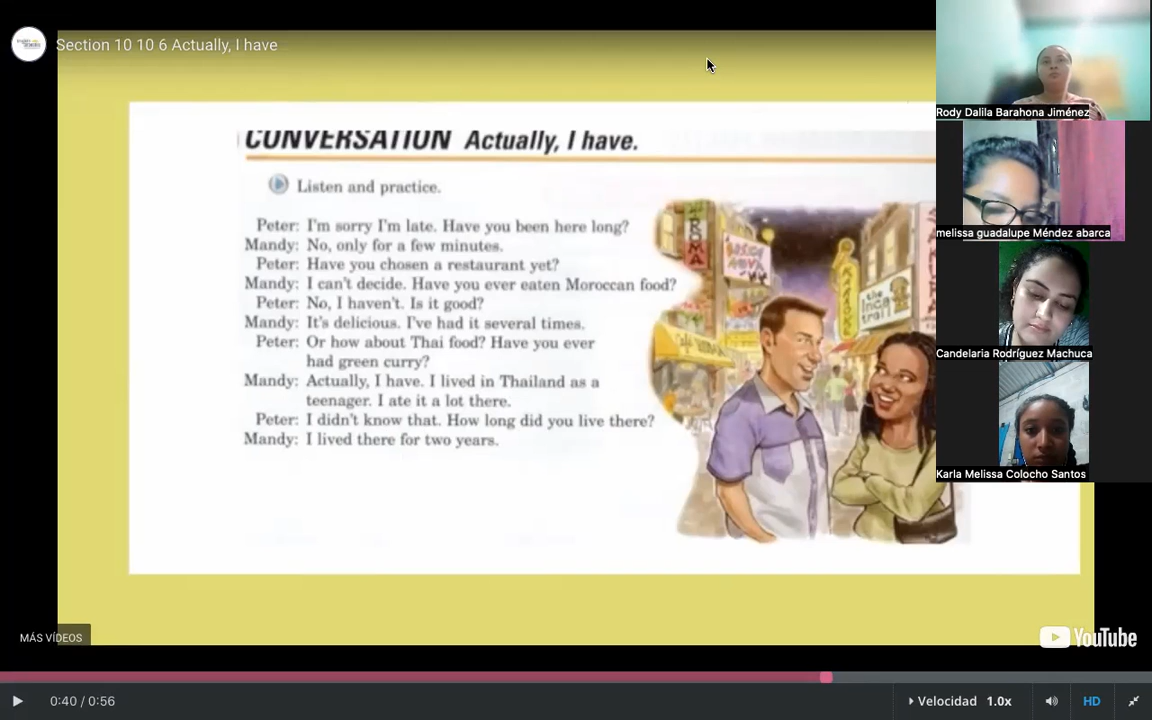 Section 10 10 6 Actually, I have
CONVERSATION Actually, I have.
Listen and practice.
Peter: I'm sorry I'm late. Have you been here long?
Mandy: No, only for a few minutes.
Peter: Have you chosen a restaurant yet?
Mandy: I can't decide. Have you ever eaten Moroccan food?
Peter: No, I haven't. Is it good?
Mandy: It's delicious. I've had it several times.
Peter: Or how about Thai food? Have you ever
had green curry?
Mandy: Actually, I have. I lived in Thailand as a
teenager. I ate it a lot there.
Peter: I didn't know that. How long did you live there?
Mandy: I lived there for two years.
ROMA
KARAOKE
the
Inca
trail
Rody Dalila Barahona Jiménez
melissa guadalupe Méndez abarca
Candelaria Rodríguez Machuca
Karla Melissa Colocho Santos
MÁS VÍDEOS
YouTube
0:40 / 0:56
Velocidad 1.0x
HD